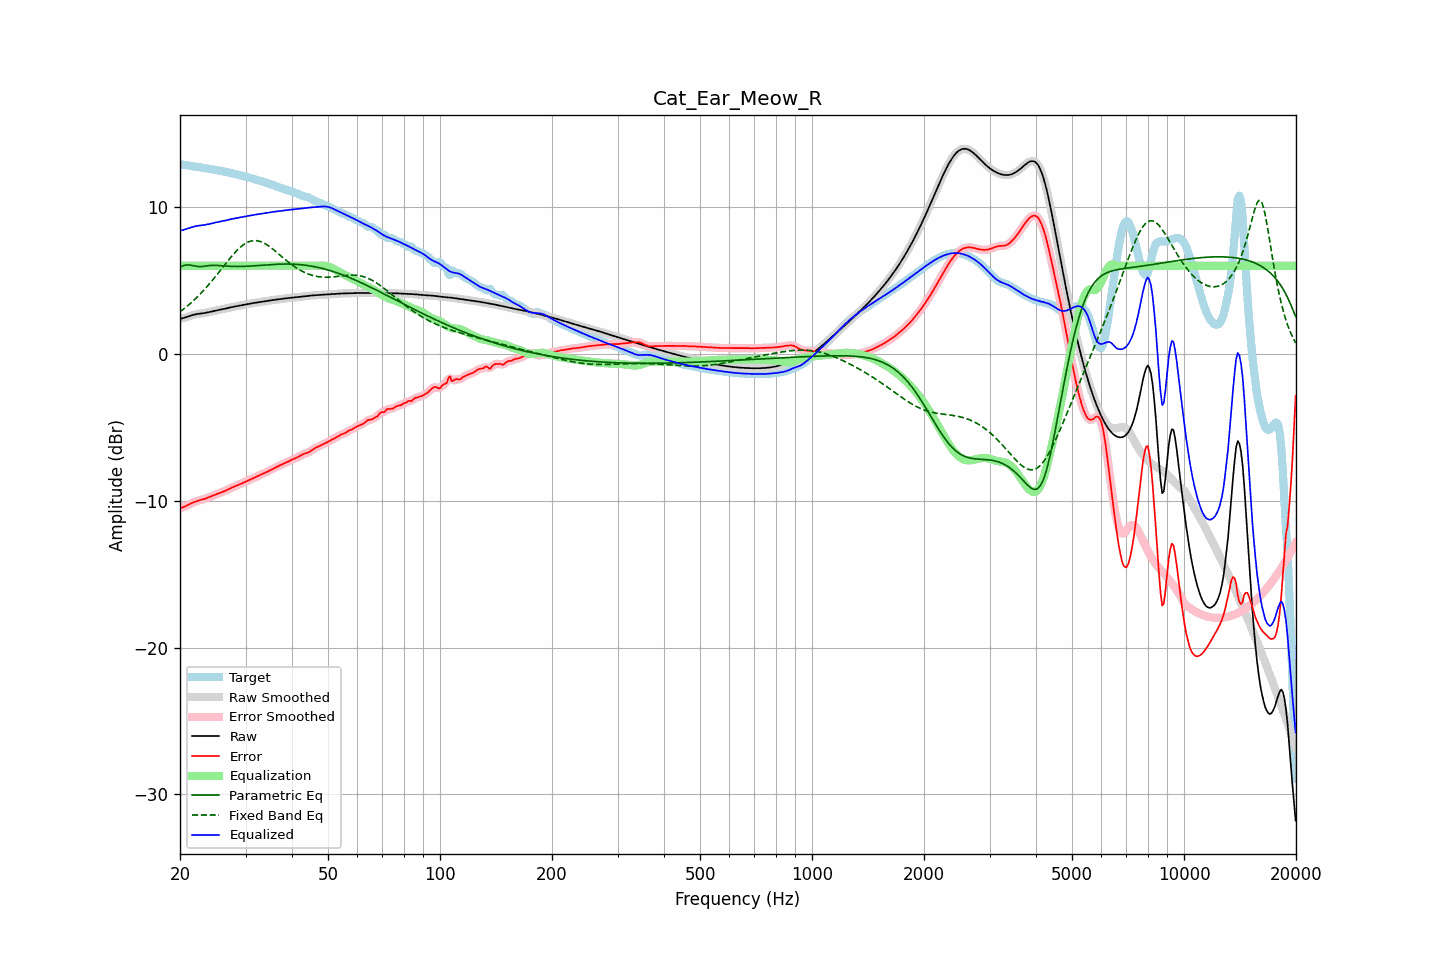 Cat_Ear_Meow_R
Amplitude (dBr)
10
0
−10
−20
−30
Target
Raw Smoothed
Error Smoothed
Raw
Error
Equalization
Parametric Eq
Fixed Band Eq
Equalized
20 50 100 200 500 1000 2000 5000 10000 20000
Frequency (Hz)